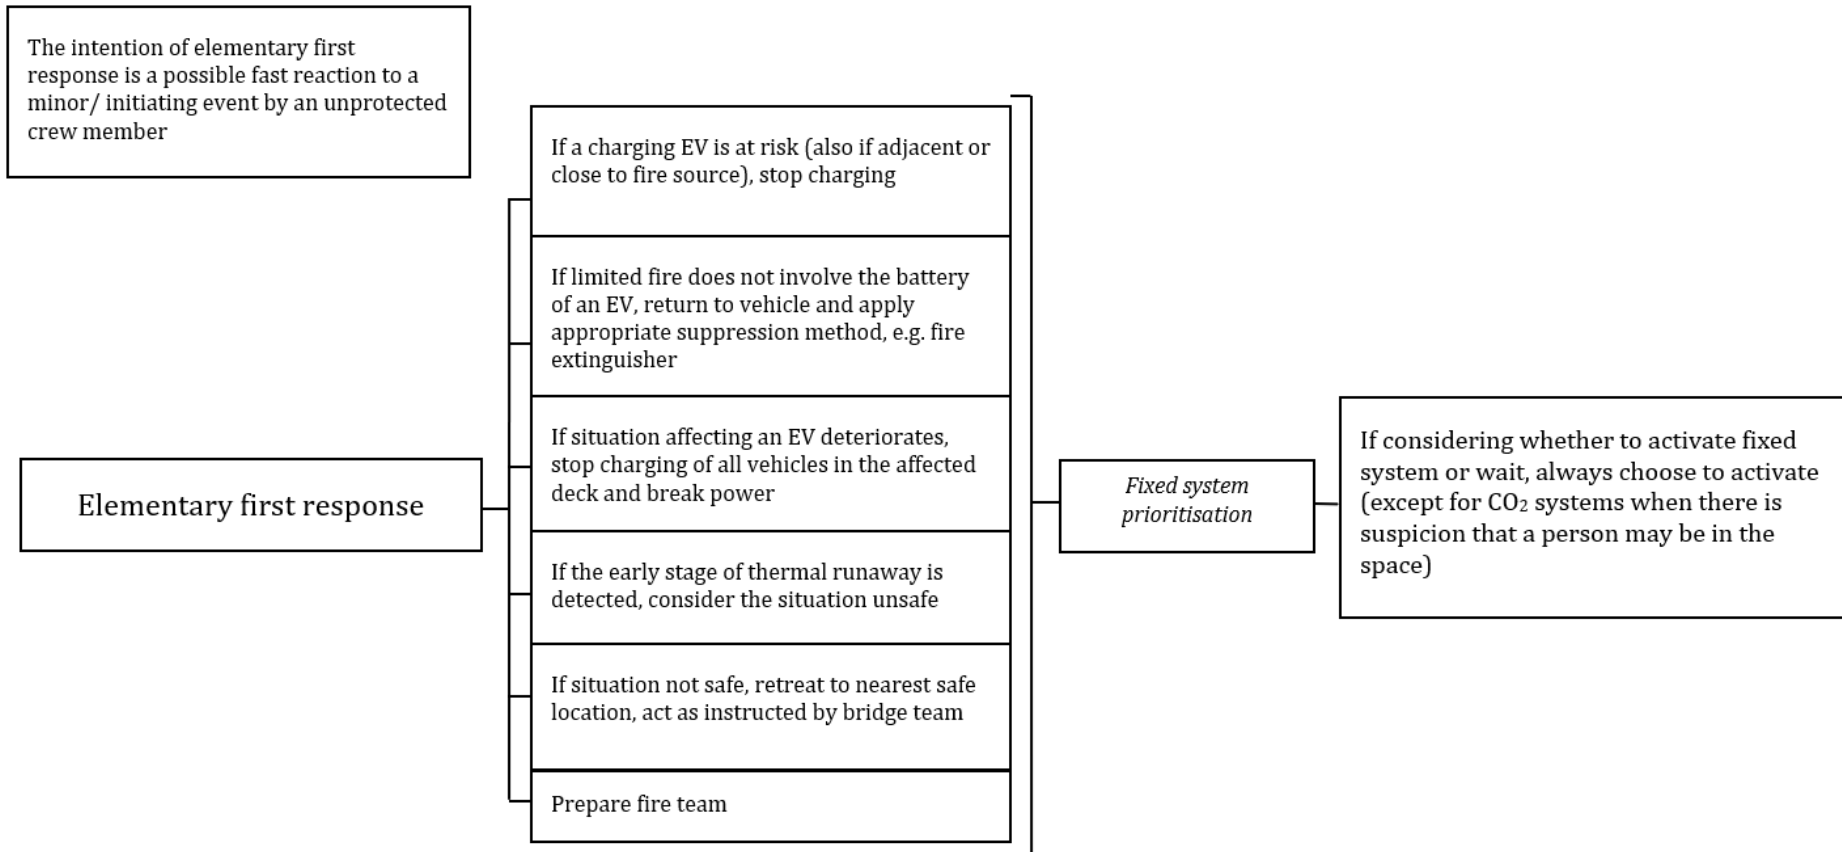 The intention of elementary first
response is a possible fast reaction to a
minor/ initiating event by an unprotected
crew member
If a charging EV is at risk (also if adjacent or
close to fire source), stop charging
If limited fire does not involve the battery
of an EV, return to vehicle and apply
appropriate suppression method, e.g. fire
extinguisher
If situation affecting an EV deteriorates,
stop charging of all vehicles in the affected
deck and break power
If the early stage of thermal runaway is
detected, consider the situation unsafe
If situation not safe, retreat to nearest safe
location, act as instructed by bridge team
Prepare fire team
Elementary first response
Fixed system
prioritisation
If considering whether to activate fixed
system or wait, always choose to activate
(except for CO₂ systems when there is
suspicion that a person may be in the
space)